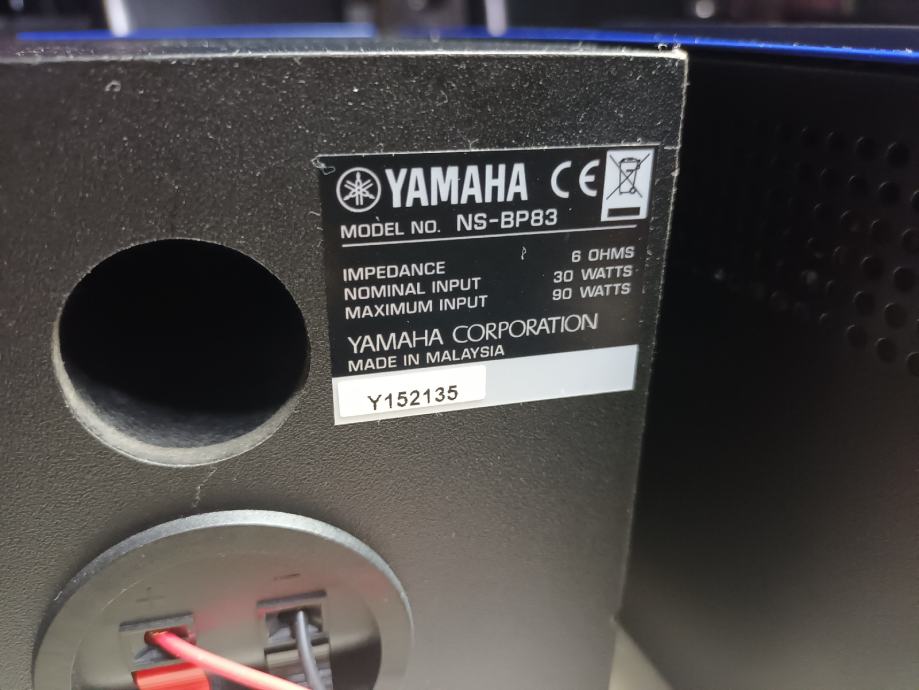 YAMAHA CE
MODEL NO. NS-BP83
IMPEDANCE 6 OHMS
NOMINAL INPUT 30 WATTS
MAXIMUM INPUT 90 WATTS
YAMAHA CORPORATION
MADE IN MALAYSIA
Y152135
+ −